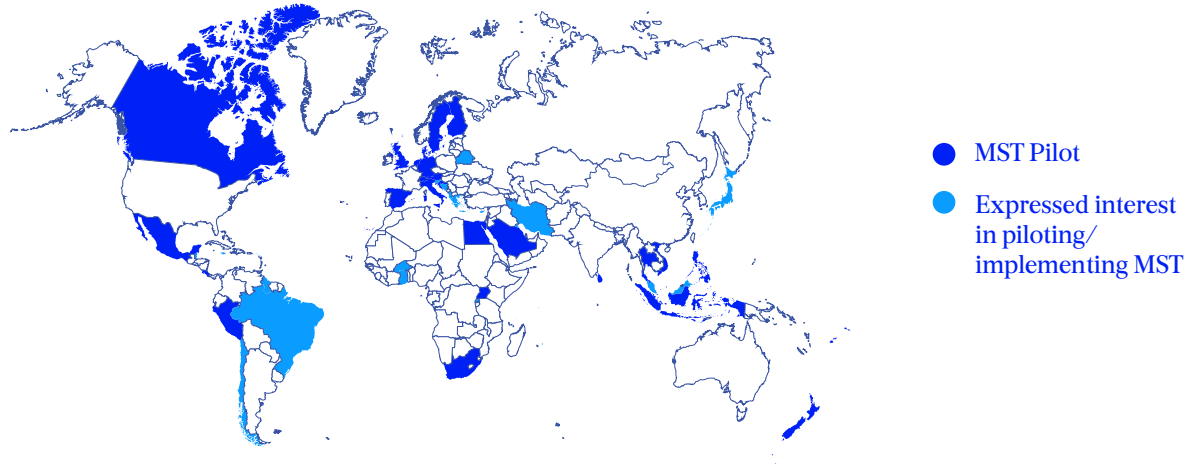 MST Pilot
Expressed interest
in piloting/
implementing MST